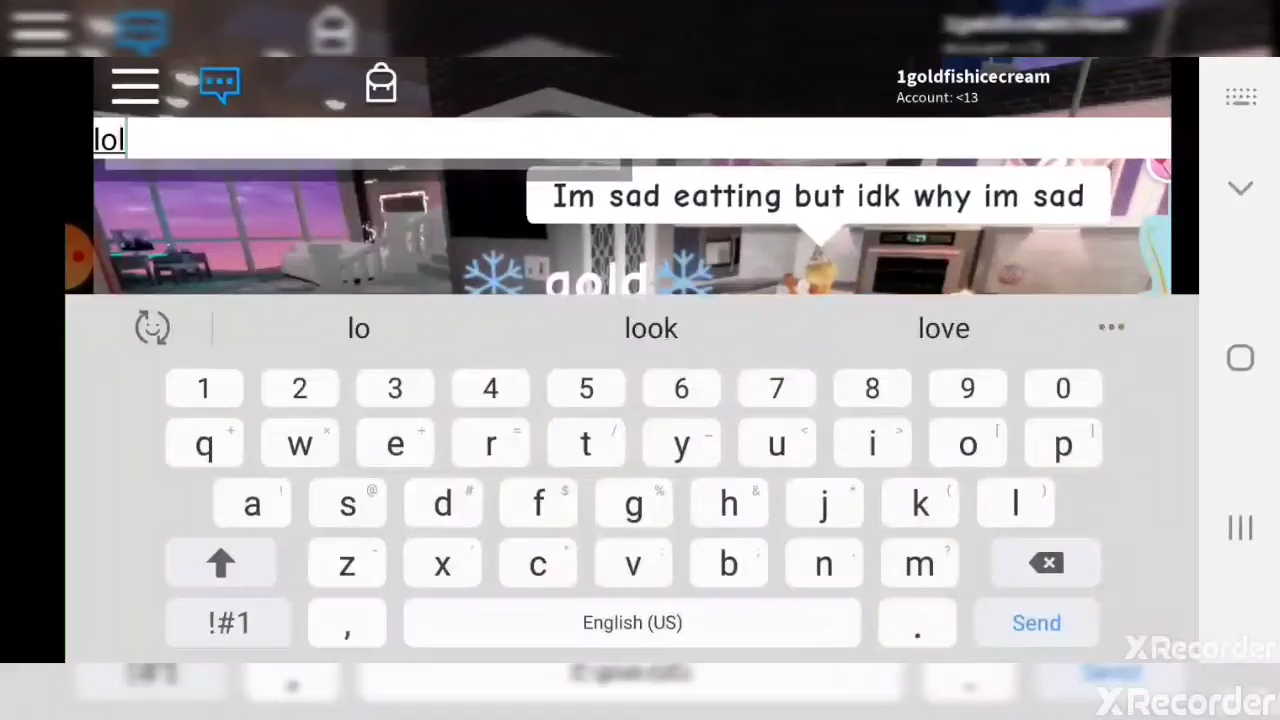 1goldfishicecream
Account: <13
lol
Im sad eatting but idk why im sad
gold
lo look love
1 2 3 4 5 6 7 8 9 0
q + w × e ÷ r = t / y _ u < i > o [ p ]
a ! s @ d # f $ g % h & j * k ( l )
z - x ' c " v : b ; n , m ?
!#1 , English (US) . Send
XRecorder
XRecorder